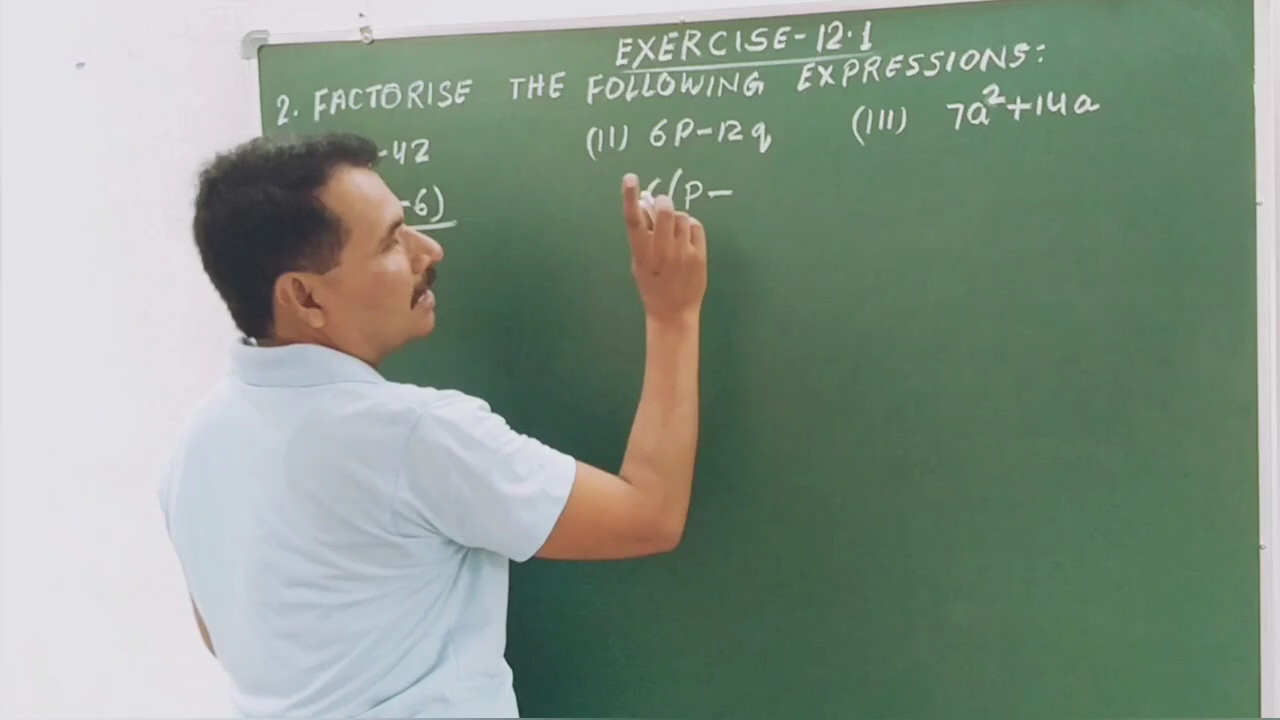 EXERCISE-12.1
2. FACTORISE THE FOLLOWING EXPRESSIONS:
-42 (II) 6P-12q (III) 7a²+14a
-6) 6(P-